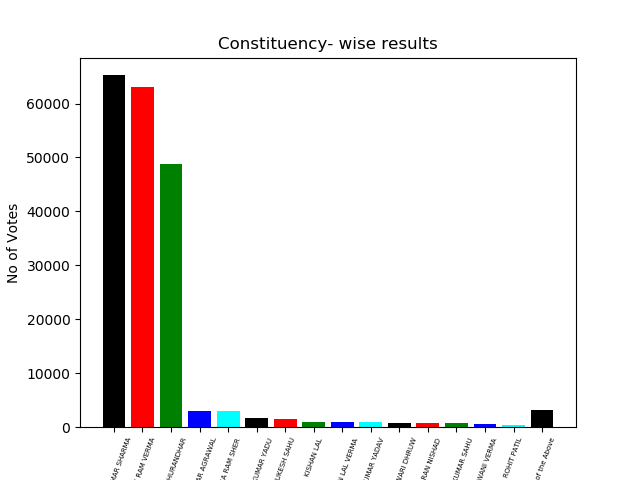 Constituency- wise results
No of Votes
60000
50000
40000
30000
20000
10000
0
MAR SHARMA
RAM VERMA
HURANDHAR
AR AGRAWAL
A RAM SHER
KUMAR YADU
UKESH SAHU
KISHAN LAL
N LAL VERMA
UMAR YADAV
WARI DHRUW
RAN NISHAD
KUMAR SAHU
WANI VERMA
ROHIT PATIL
of the Above